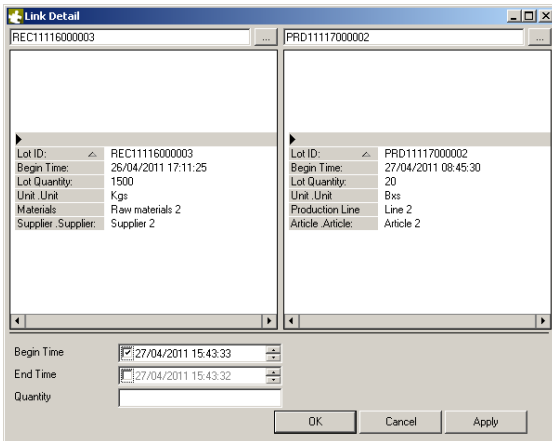 Link Detail
REC11116000003 ... PRD11117000002 ...
Lot ID: REC11116000003
Begin Time: 26/04/2011 17:11:25
Lot Quantity: 1500
Unit .Unit Kgs
Materials Raw materials 2
Supplier .Supplier: Supplier 2
Lot ID: PRD11117000002
Begin Time: 27/04/2011 08:45:30
Lot Quantity: 20
Unit .Unit Bxs
Production Line Line 2
Article .Article: Article 2
Begin Time 27/04/2011 15:43:33
End Time 27/04/2011 15:43:32
Quantity
OK Cancel Apply